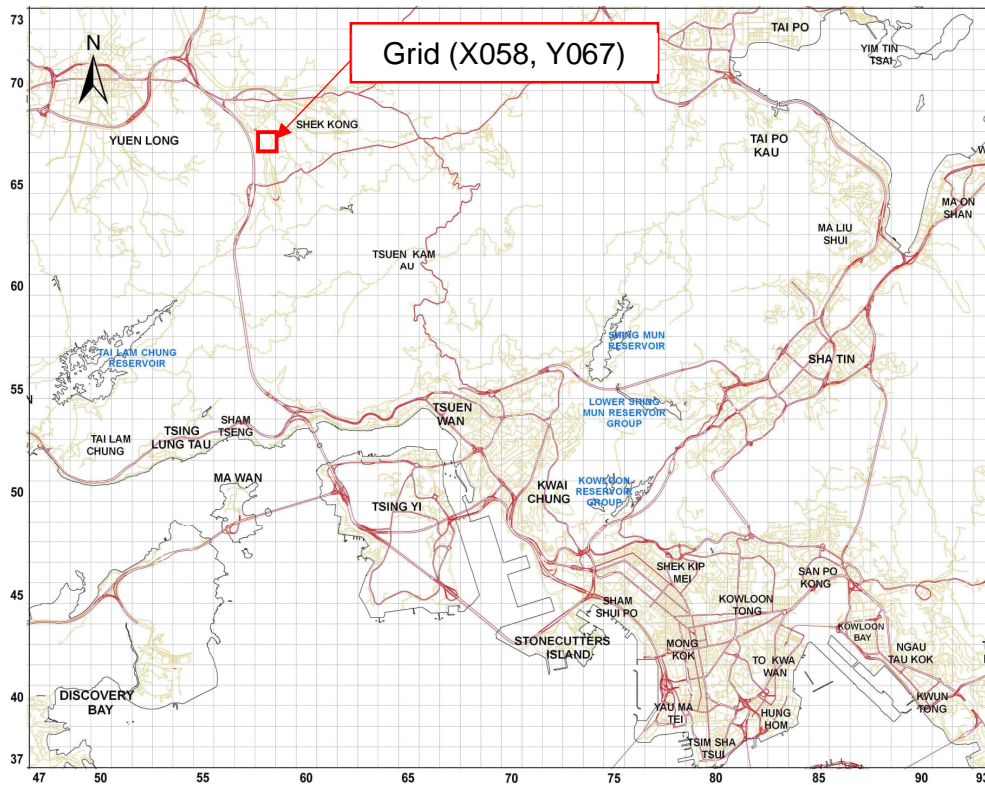 73
TAI PO
YIM TIN
TSAI
N
Grid (X058, Y067)
70
SHEK KONG
YUEN LONG
TAI PO
KAU
65
MA ON
SHAN
MA LIU
SHUI
TSUEN KAM
AU
60
SHING MUN
RESERVOIR
TAI LAM CHUNG
RESERVOIR
SHA TIN
55
LOWER SHING
MUN RESERVOIR
GROUP
TSUEN
WAN
SHAM
TSENG
TSING
LUNG TAU
TAI LAM
CHUNG
MA WAN
50
KWAI
CHUNG
KOWLOON
RESERVOIR
GROUP
TSING YI
SHEK KIP
MEI
SAN PO
KONG
45
SHAM
SHUI PO
KOWLOON
TONG
KOWLOON
BAY
STONECUTTERS
ISLAND
MONG
KOK
NGAU
TAU KOK
TO KWA
WAN
40
DISCOVERY
BAY
YAU MA
TEI
HUNG
HOM
KWUN
TONG
TSIM SHA
TSUI
37
47 50 55 60 65 70 75 80 85 90 93